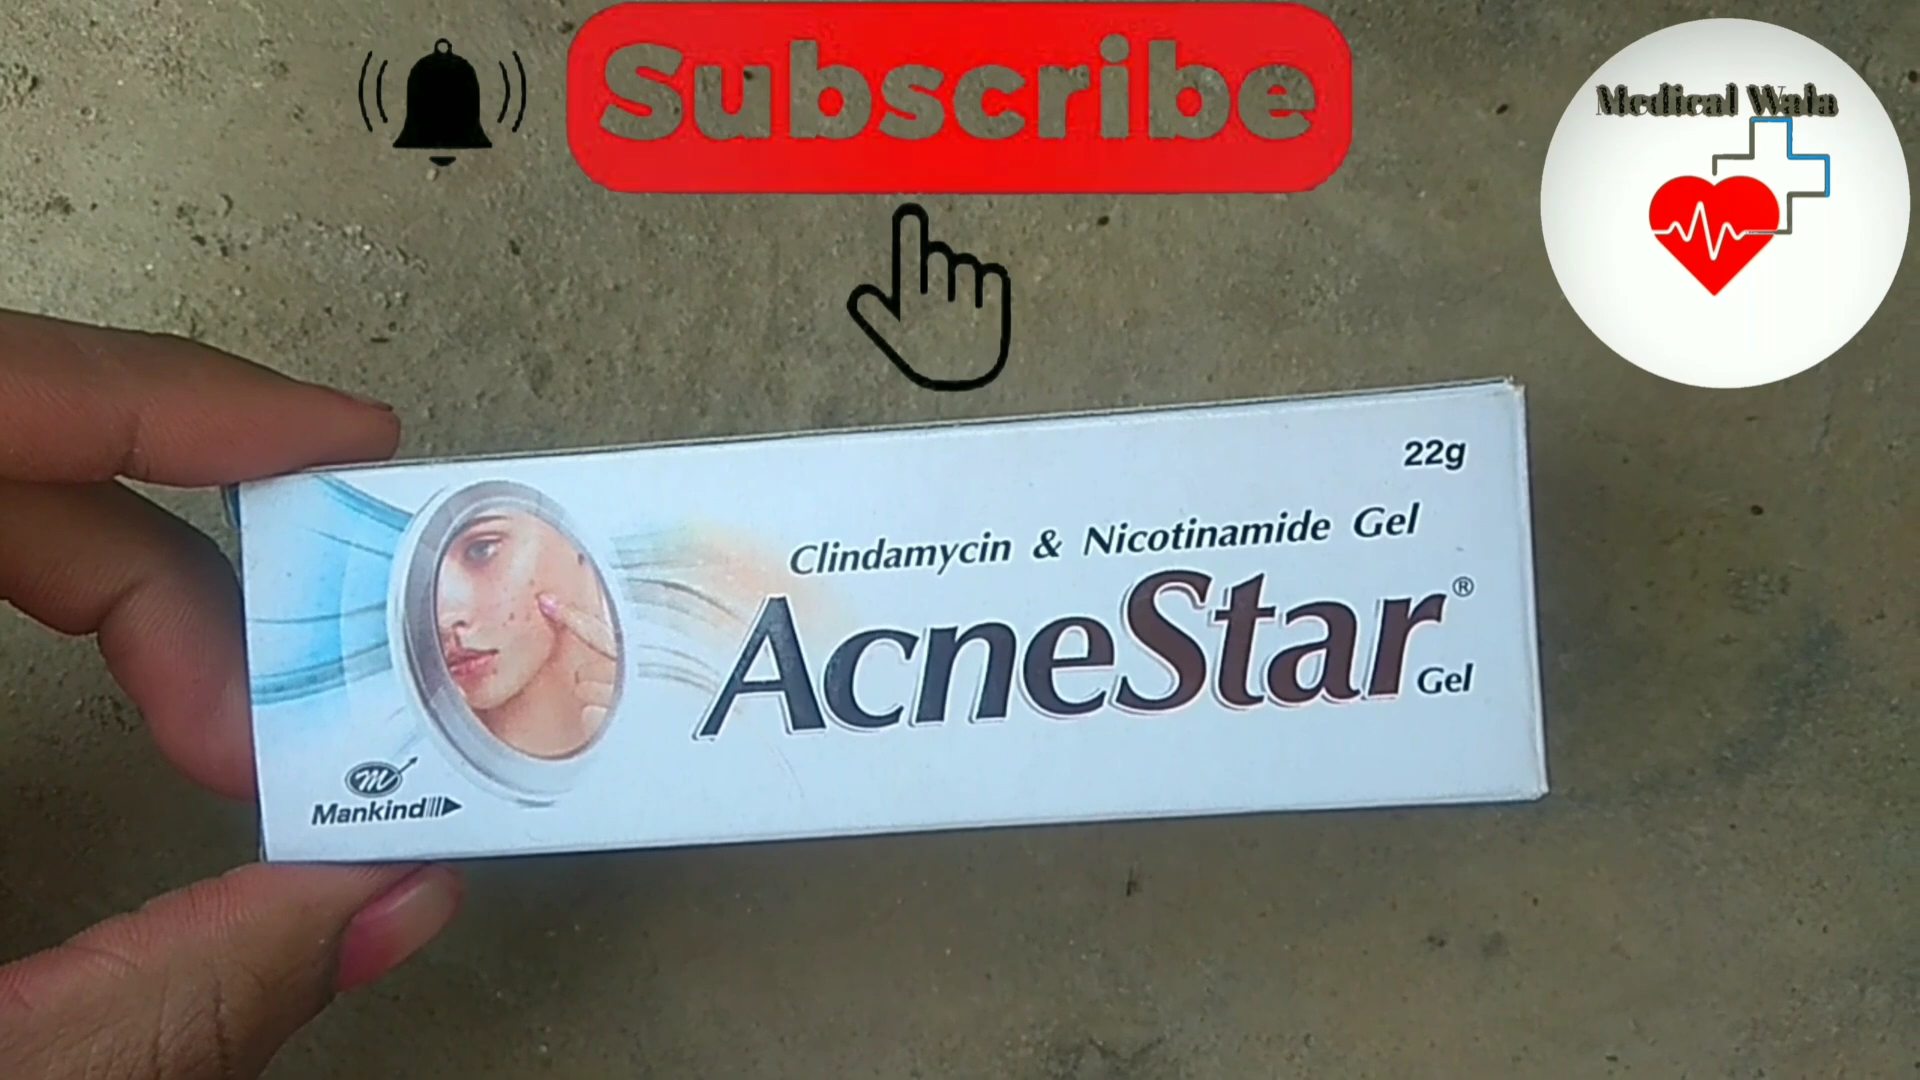 Subscribe
Medical Wala
22g
Clindamycin & Nicotinamide Gel
AcneStar®
Gel
m
Mankind